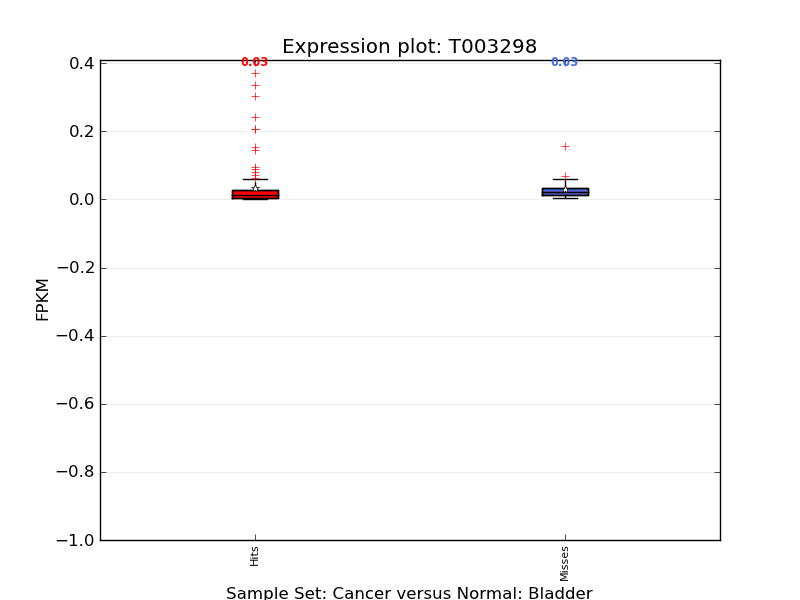 Expression plot: T003298
0.03 0.03
0.4
0.2
0.0
−0.2
−0.4
−0.6
−0.8
−1.0
FPKM
Hits Misses
Sample Set: Cancer versus Normal: Bladder